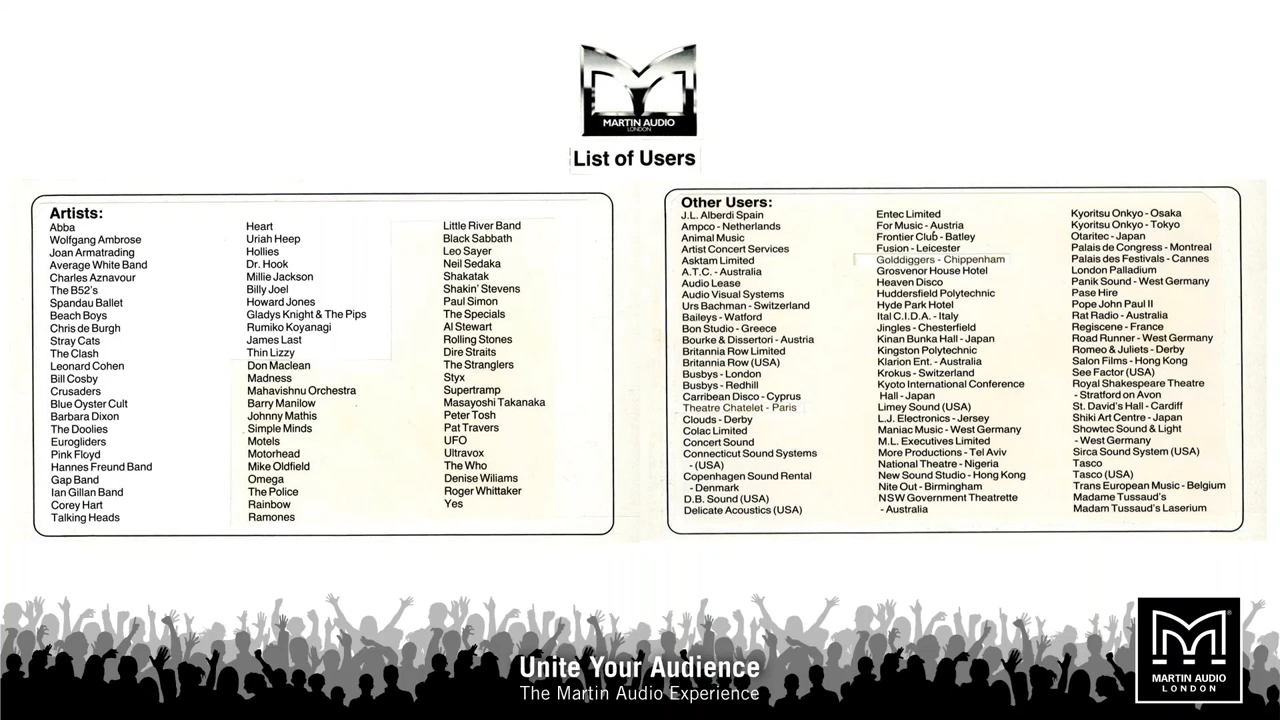 MARTIN AUDIO
LONDON
List of Users
Artists:
Abba
Wolfgang Ambrose
Joan Armatrading
Average White Band
Charles Aznavour
The B52's
Spandau Ballet
Beach Boys
Chris de Burgh
Stray Cats
The Clash
Leonard Cohen
Bill Cosby
Crusaders
Blue Oyster Cult
Barbara Dixon
The Doolies
Eurogliders
Pink Floyd
Hannes Freund Band
Gap Band
Ian Gillan Band
Corey Hart
Talking Heads
Heart
Uriah Heep
Hollies
Dr. Hook
Millie Jackson
Billy Joel
Howard Jones
Gladys Knight & The Pips
Rumiko Koyanagi
James Last
Thin Lizzy
Don Maclean
Madness
Mahavishnu Orchestra
Barry Manilow
Johnny Mathis
Simple Minds
Motels
Motorhead
Mike Oldfield
Omega
The Police
Rainbow
Ramones
Little River Band
Black Sabbath
Leo Sayer
Neil Sedaka
Shakatak
Shakin' Stevens
Paul Simon
The Specials
Al Stewart
Rolling Stones
Dire Straits
The Stranglers
Styx
Supertramp
Masayoshi Takanaka
Peter Tosh
Pat Travers
UFO
Ultravox
The Who
Denise Wiliams
Roger Whittaker
Yes
Other Users:
J.L. Alberdi Spain
Ampco - Netherlands
Animal Music
Artist Concert Services
Asktam Limited
A.T.C. - Australia
Audio Lease
Audio Visual Systems
Urs Bachman - Switzerland
Baileys - Watford
Bon Studio - Greece
Bourke & Dissertori - Austria
Britannia Row Limited
Britannia Row (USA)
Busbys - London
Busbys - Redhill
Carribean Disco - Cyprus
Theatre Chatelet - Paris
Clouds - Derby
Colac Limited
Concert Sound
Connecticut Sound Systems
- (USA)
Copenhagen Sound Rental
- Denmark
D.B. Sound (USA)
Delicate Acoustics (USA)
Entec Limited
For Music - Austria
Frontier Club - Batley
Fusion - Leicester
Golddiggers - Chippenham
Grosvenor House Hotel
Heaven Disco
Huddersfield Polytechnic
Hyde Park Hotel
Ital C.I.D.A. - Italy
Jingles - Chesterfield
Kinan Bunka Hall - Japan
Kingston Polytechnic
Klarion Ent. - Australia
Krokus - Switzerland
Kyoto International Conference
Hall - Japan
Limey Sound (USA)
L.J. Electronics - Jersey
Maniac Music - West Germany
M.L. Executives Limited
More Productions - Tel Aviv
National Theatre - Nigeria
New Sound Studio - Hong Kong
Nite Out - Birmingham
NSW Government Theatrette
- Australia
Kyoritsu Onkyo - Osaka
Kyoritsu Onkyo - Tokyo
Otaritec - Japan
Palais de Congress - Montreal
Palais des Festivals - Cannes
London Palladium
Panik Sound - West Germany
Pase Hire
Pope John Paul II
Rat Radio - Australia
Regiscene - France
Road Runner - West Germany
Romeo & Juliets - Derby
Salon Films - Hong Kong
See Factor (USA)
Royal Shakespeare Theatre
- Stratford on Avon
St. David's Hall - Cardiff
Shiki Art Centre - Japan
Showtec Sound & Light
- West Germany
Sirca Sound System (USA)
Tasco
Tasco (USA)
Trans European Music - Belgium
Madame Tussaud's
Madam Tussaud's Laserium
Unite Your Audience
The Martin Audio Experience
MARTIN AUDIO
LONDON